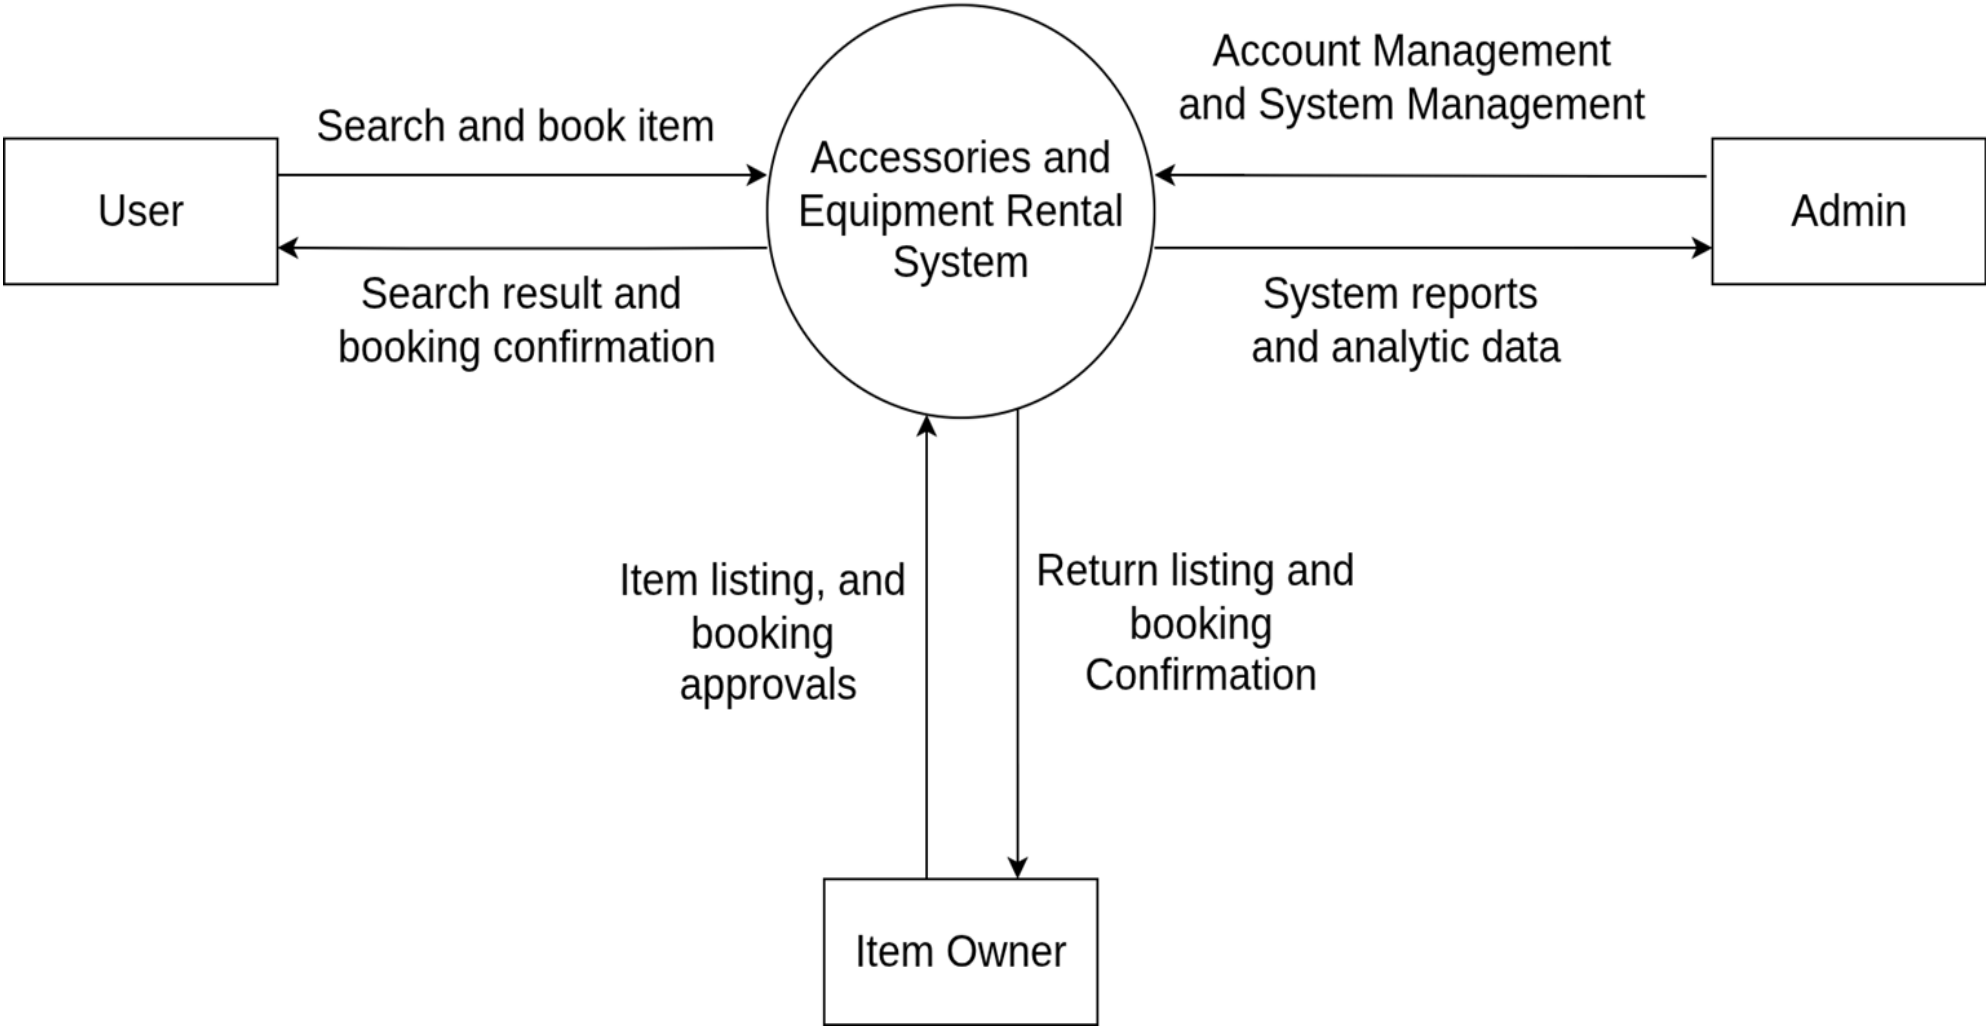 Account Management
and System Management
Search and book item
Accessories and
Equipment Rental
System
User
Admin
Search result and
booking confirmation
System reports
and analytic data
Item listing, and
booking
approvals
Return listing and
booking
Confirmation
Item Owner